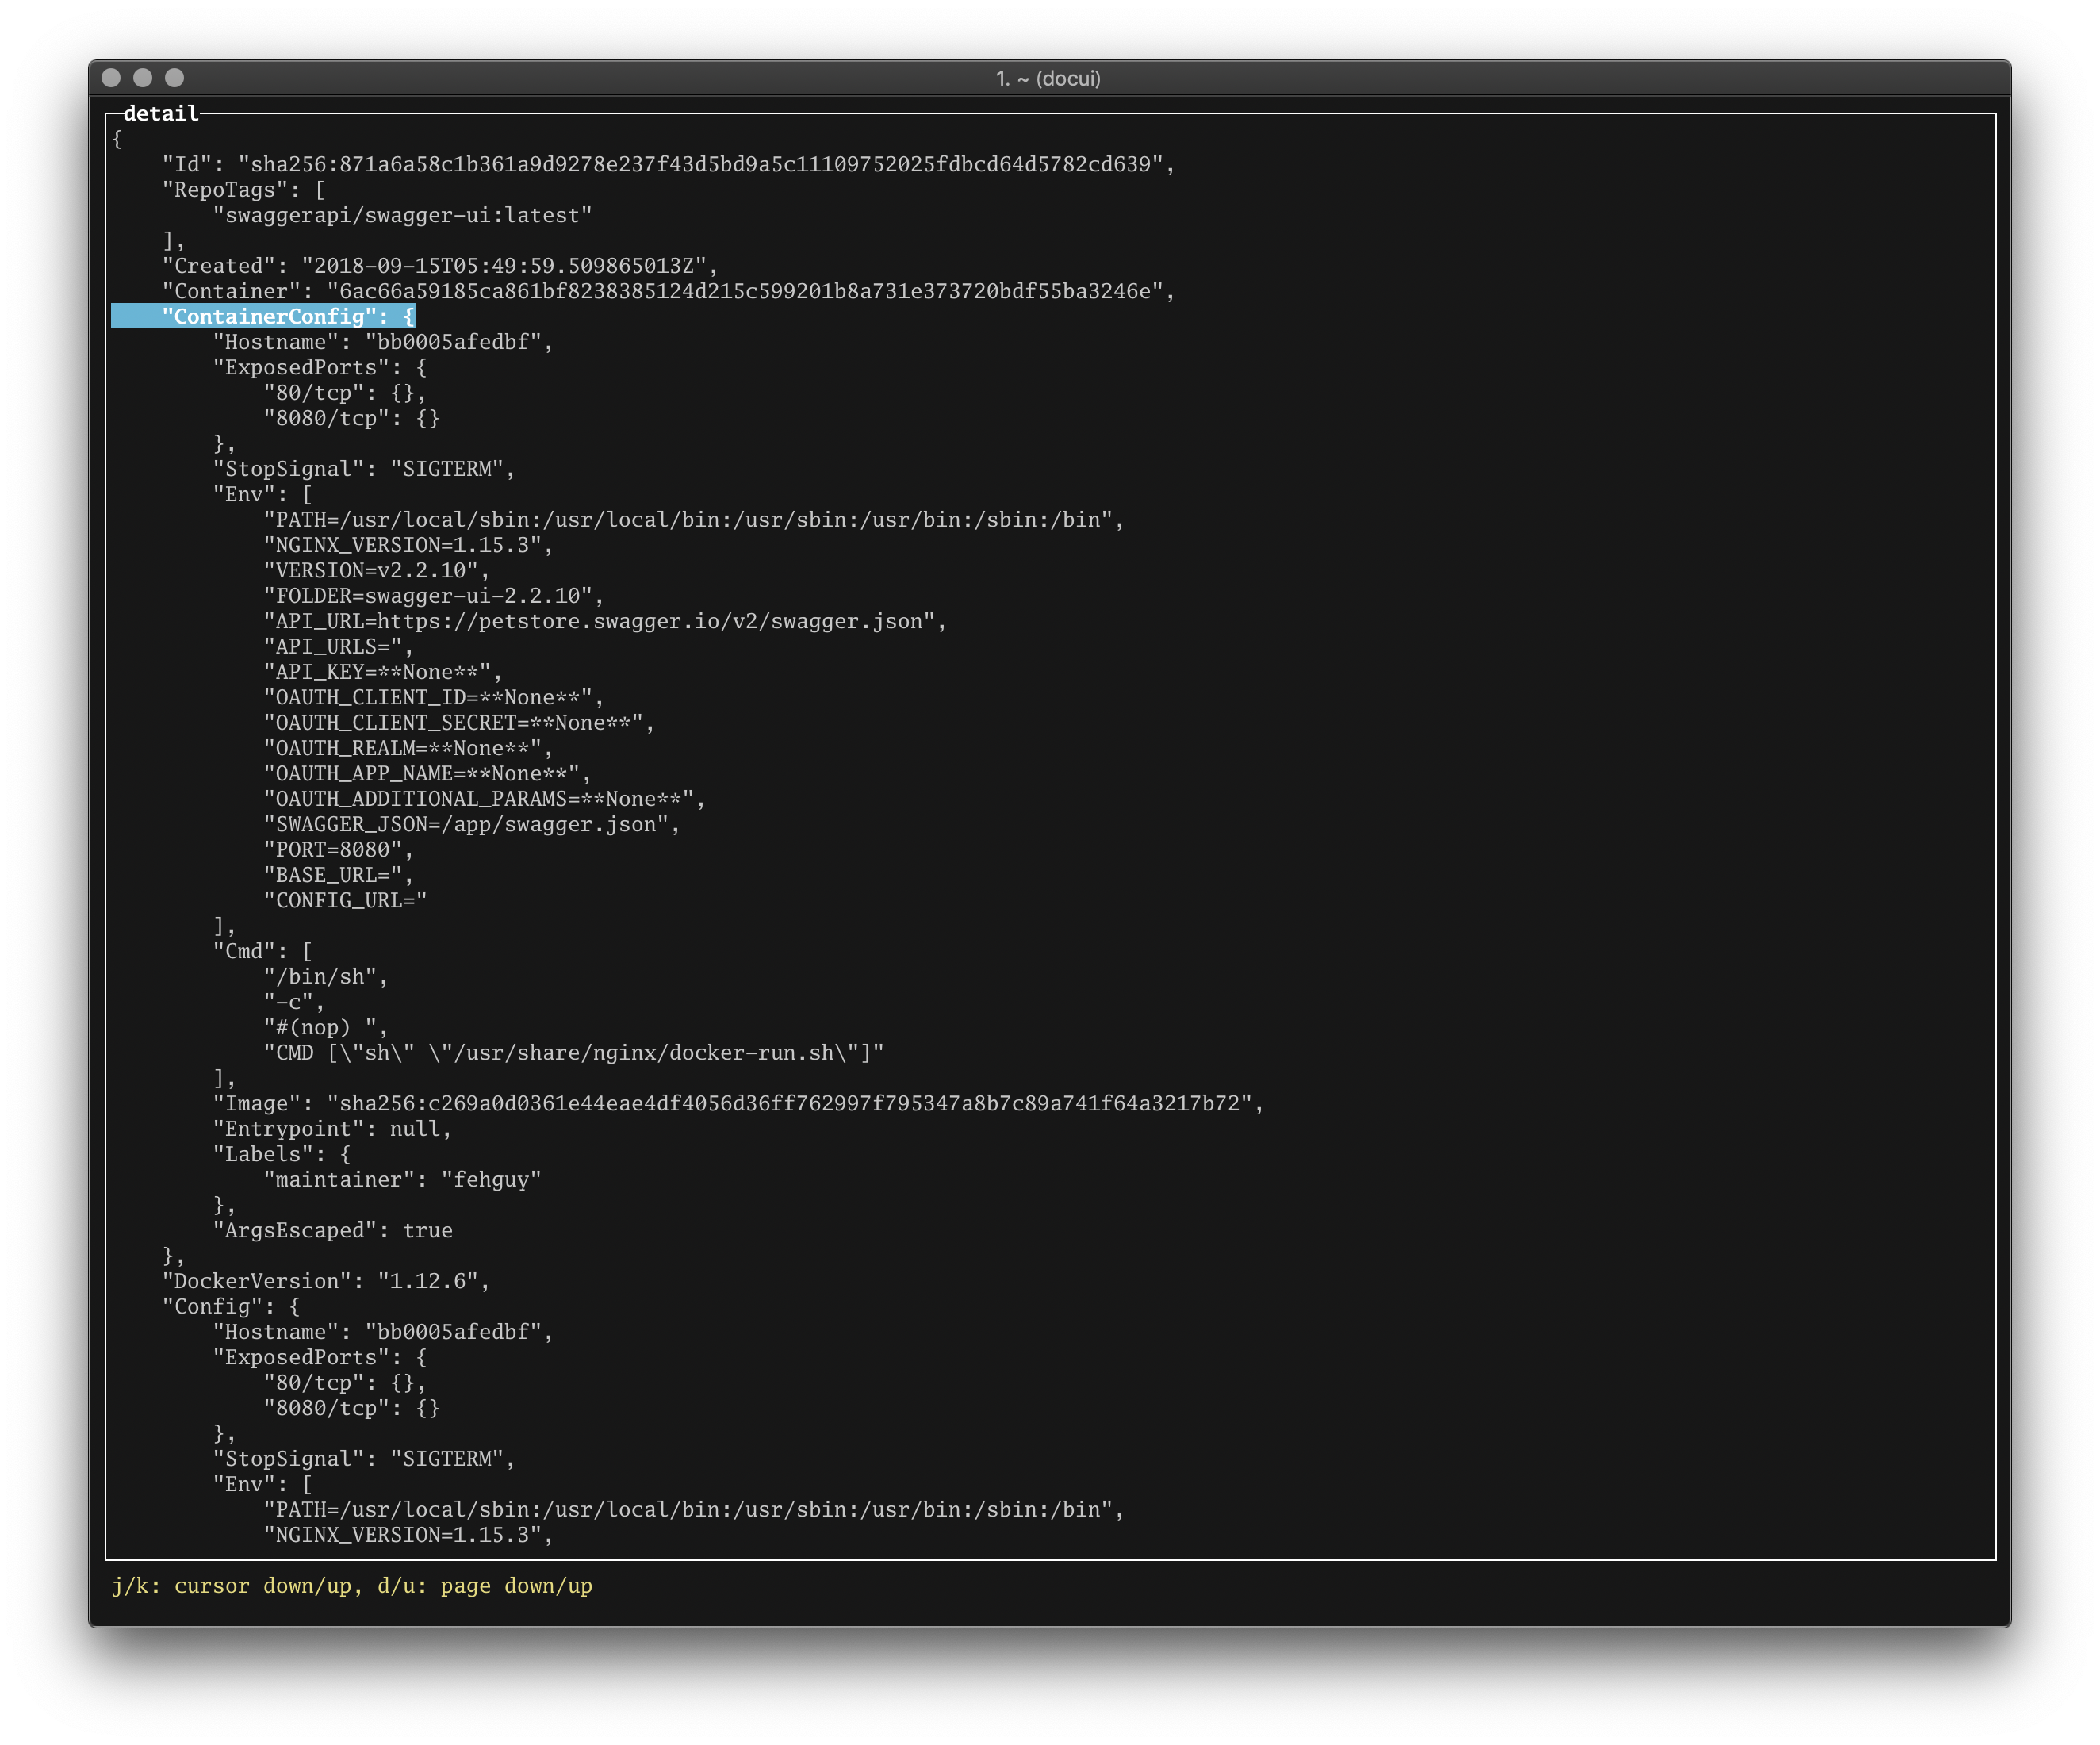 1. ~ (docui)
detail
{
    "Id": "sha256:871a6a58c1b361a9d9278e237f43d5bd9a5c11109752025fdbcd64d5782cd639",
    "RepoTags": [
        "swaggerapi/swagger-ui:latest"
    ],
    "Created": "2018-09-15T05:49:59.509865013Z",
    "Container": "6ac66a59185ca861bf8238385124d215c599201b8a731e373720bdf55ba3246e",
    "ContainerConfig": {
        "Hostname": "bb0005afedbf",
        "ExposedPorts": {
            "80/tcp": {},
            "8080/tcp": {}
        },
        "StopSignal": "SIGTERM",
        "Env": [
            "PATH=/usr/local/sbin:/usr/local/bin:/usr/sbin:/usr/bin:/sbin:/bin",
            "NGINX_VERSION=1.15.3",
            "VERSION=v2.2.10",
            "FOLDER=swagger-ui-2.2.10",
            "API_URL=https://petstore.swagger.io/v2/swagger.json",
            "API_URLS=",
            "API_KEY=**None**",
            "OAUTH_CLIENT_ID=**None**",
            "OAUTH_CLIENT_SECRET=**None**",
            "OAUTH_REALM=**None**",
            "OAUTH_APP_NAME=**None**",
            "OAUTH_ADDITIONAL_PARAMS=**None**",
            "SWAGGER_JSON=/app/swagger.json",
            "PORT=8080",
            "BASE_URL=",
            "CONFIG_URL="
        ],
        "Cmd": [
            "/bin/sh",
            "-c",
            "#(nop) ",
            "CMD [\"sh\" \"/usr/share/nginx/docker-run.sh\"]"
        ],
        "Image": "sha256:c269a0d0361e44eae4df4056d36ff762997f795347a8b7c89a741f64a3217b72",
        "Entrypoint": null,
        "Labels": {
            "maintainer": "fehguy"
        },
        "ArgsEscaped": true
    },
    "DockerVersion": "1.12.6",
    "Config": {
        "Hostname": "bb0005afedbf",
        "ExposedPorts": {
            "80/tcp": {},
            "8080/tcp": {}
        },
        "StopSignal": "SIGTERM",
        "Env": [
            "PATH=/usr/local/sbin:/usr/local/bin:/usr/sbin:/usr/bin:/sbin:/bin",
            "NGINX_VERSION=1.15.3",
j/k: cursor down/up, d/u: page down/up